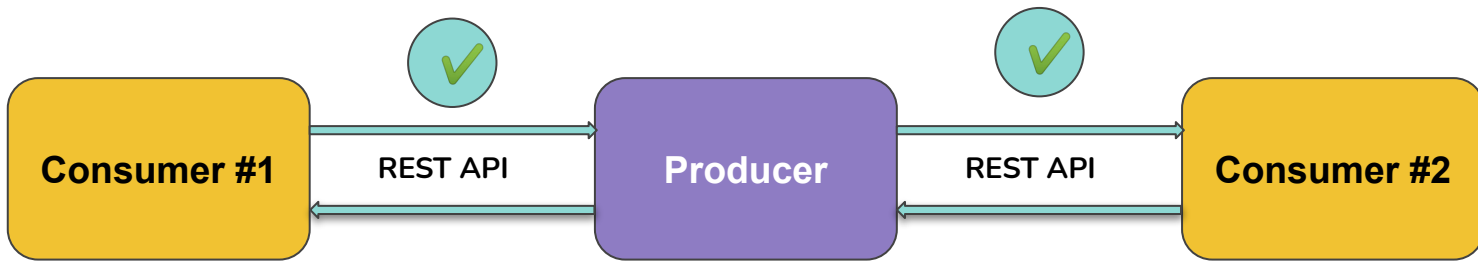 Consumer #1
REST API
Producer
REST API
Consumer #2